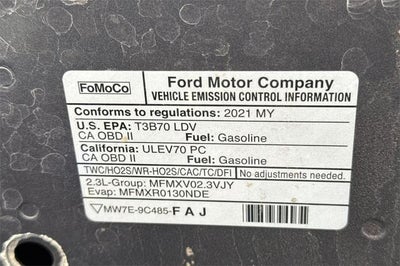 FoMoCo
Ford Motor Company
VEHICLE EMISSION CONTROL INFORMATION
Conforms to regulations: 2021 MY
U.S. EPA: T3B70 LDV
CA OBD II Fuel: Gasoline
California: ULEV70 PC
CA OBD II Fuel: Gasoline
TWC/HO2S/WR-HO2S/CAC/TC/DFI No adjustments needed.
2.3L-Group: MFMXV02.3VJY
Evap: MFMXR0130NDE
MW7E-9C485-FAJ